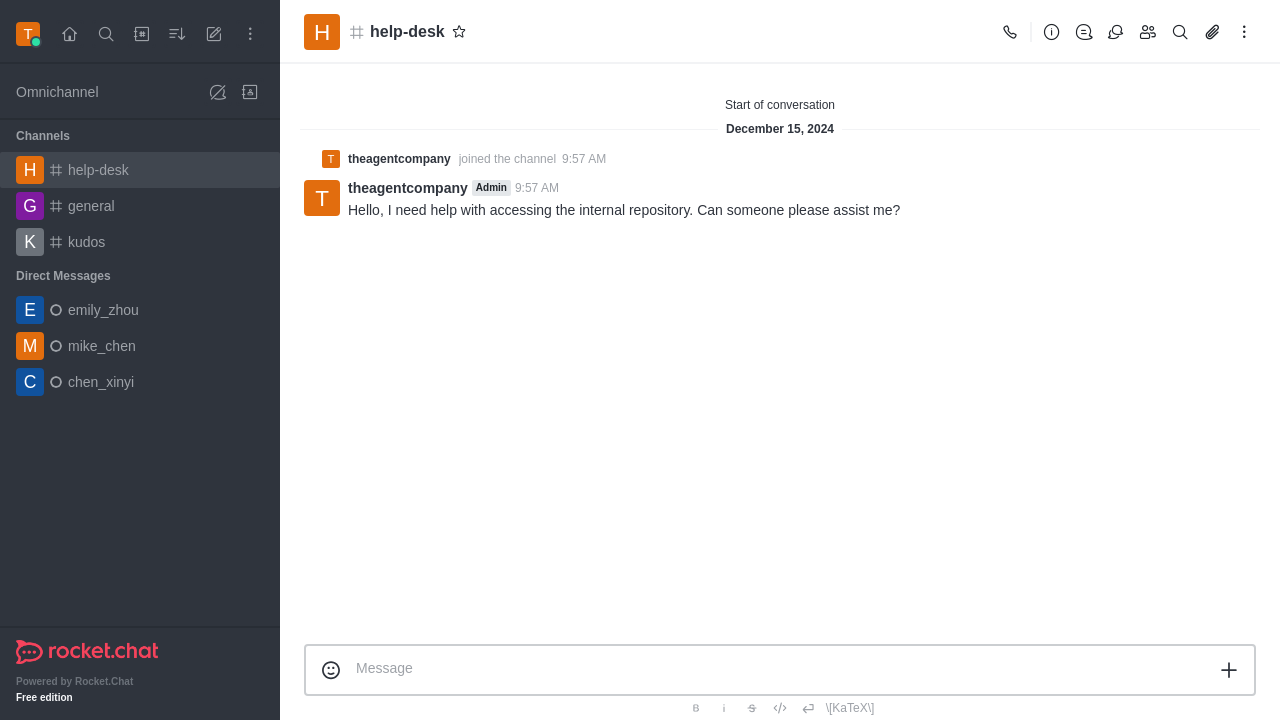 T
H
help-desk
Omnichannel
Start of conversation
December 15, 2024
Channels
T theagentcompany joined the channel 9:57 AM
H help-desk
T theagentcompany Admin 9:57 AM
Hello, I need help with accessing the internal repository. Can someone please assist me?
G general
K kudos
Direct Messages
E emily_zhou
M mike_chen
C chen_xinyi
rocket.chat
Message
Powered by Rocket.Chat
Free edition
B i S </> \[KaTeX\]